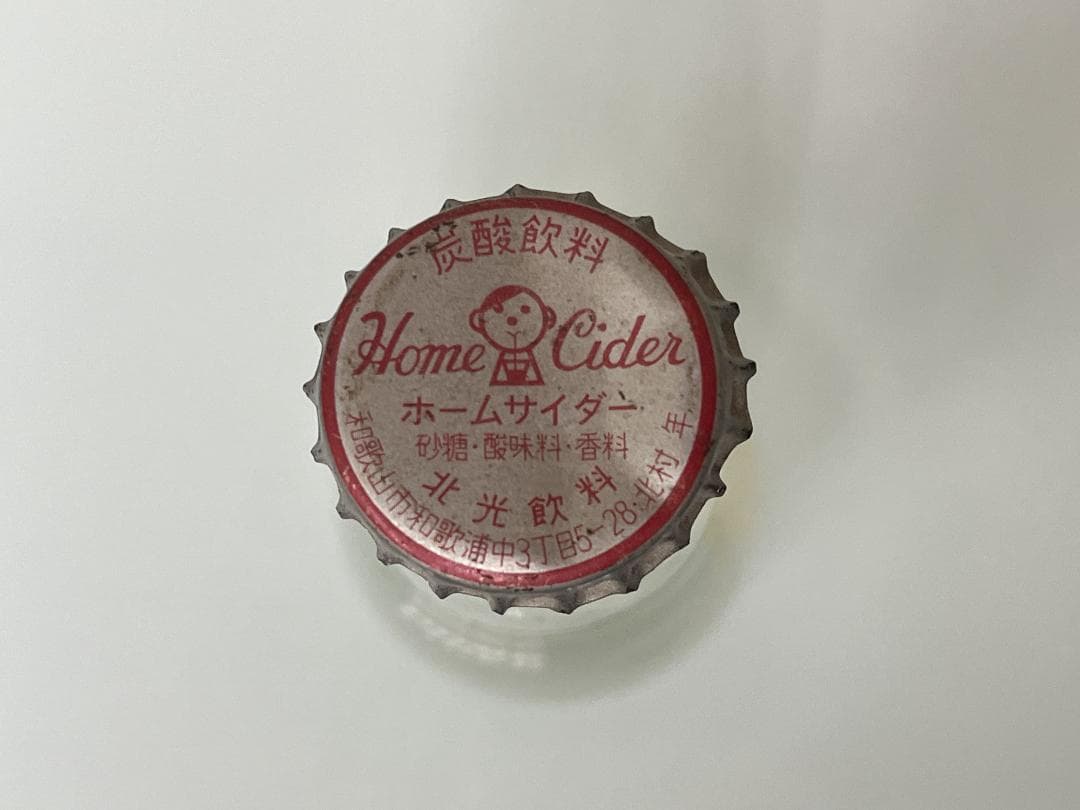 炭酸飲料
Home Cider
ホームサイダー
砂糖・酸味料・香料
北光飲料
和歌山市和歌浦中3丁目5-28・北村 年